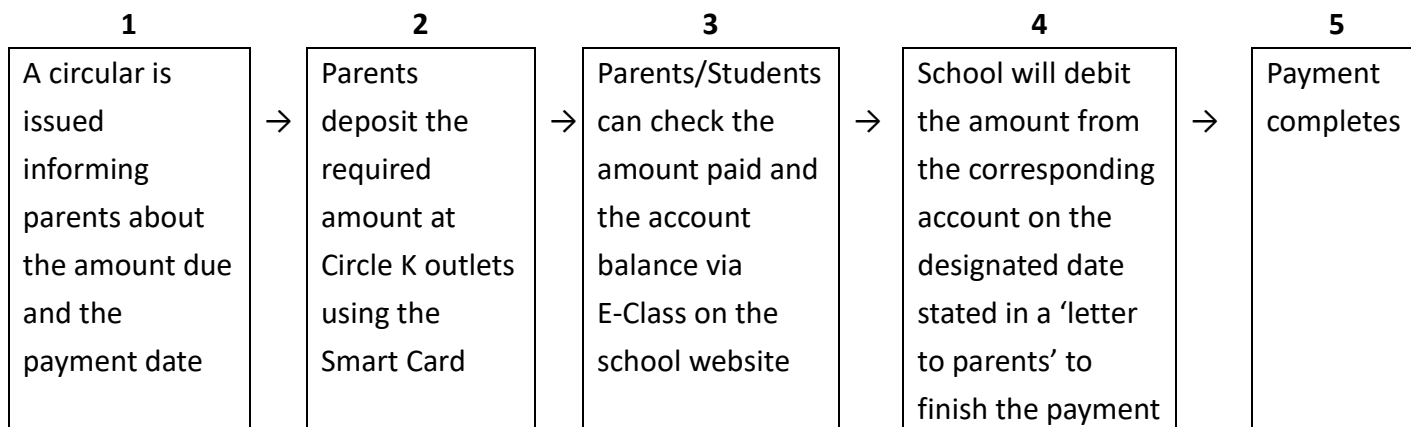 1
A circular is
issued
informing
parents about
the amount due
and the
payment date
→
2
Parents
deposit the
required
amount at
Circle K outlets
using the
Smart Card
→
3
Parents/Students
can check the
amount paid and
the account
balance via
E-Class on the
school website
→
4
School will debit
the amount from
the corresponding
account on the
designated date
stated in a ‘letter
to parents’ to
finish the payment
→
5
Payment
completes